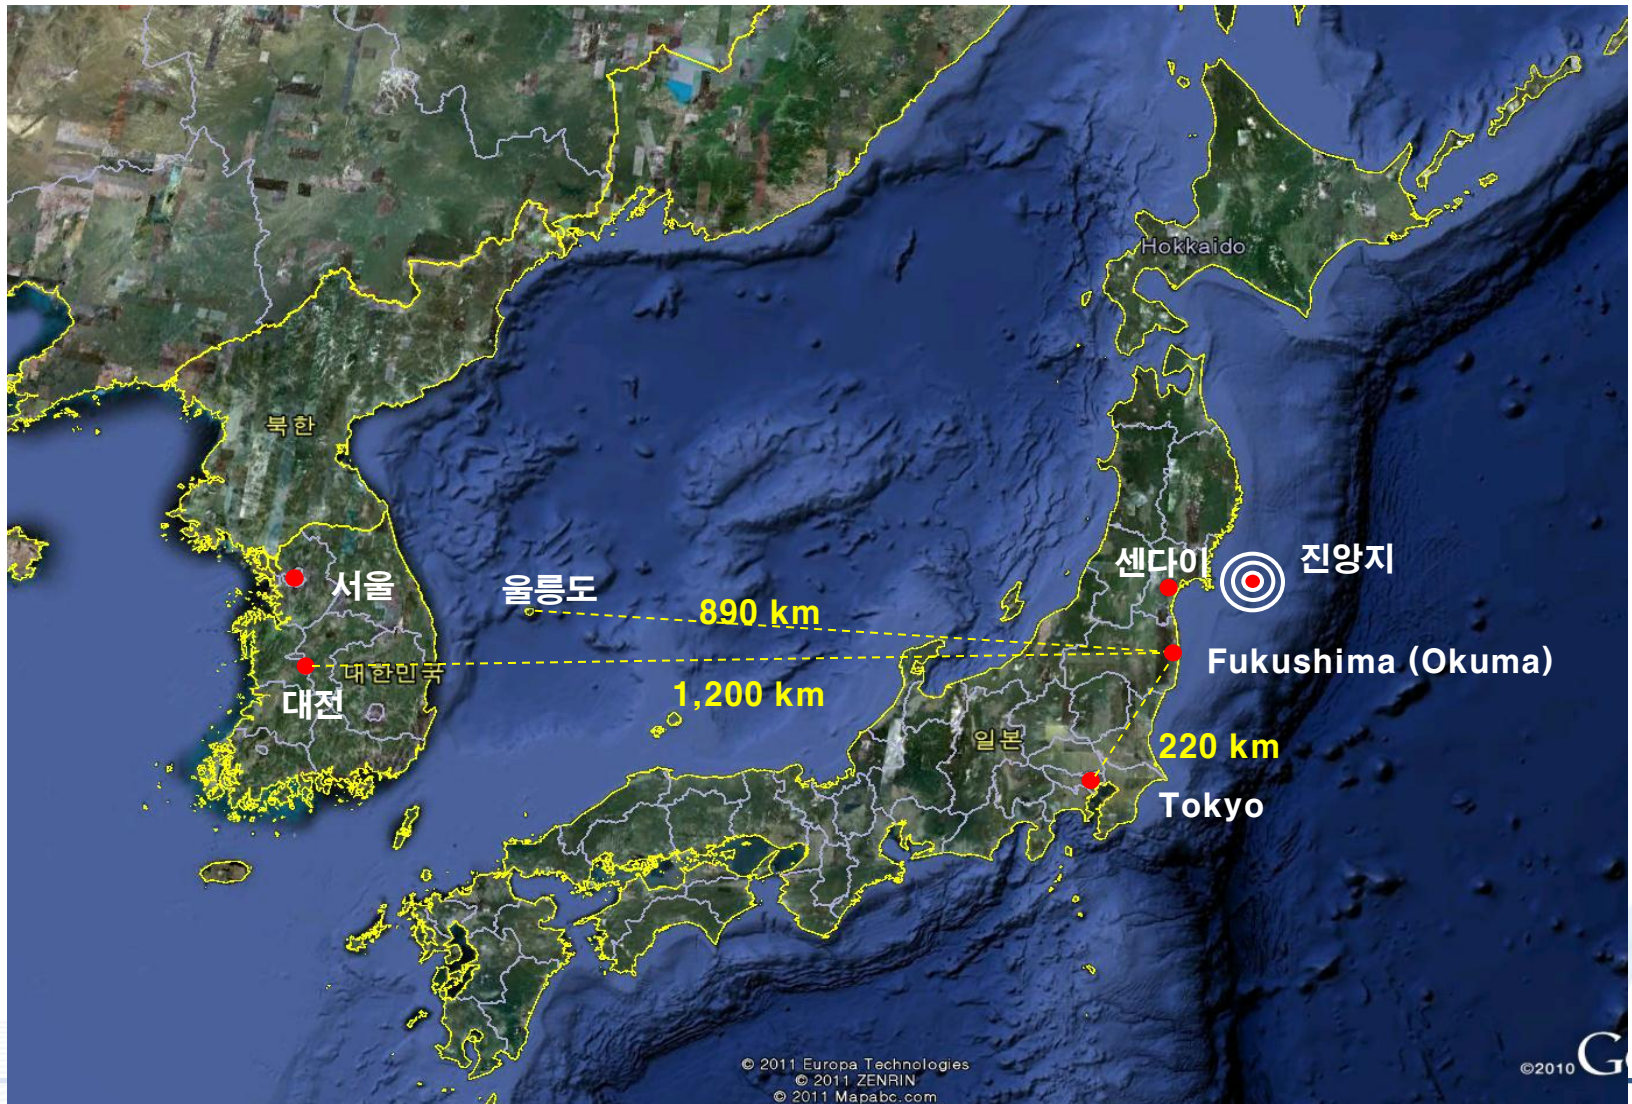 Hokkaido
북한
센다이
진앙지
서울
울릉도
890 km
Fukushima (Okuma)
대한민국
1,200 km
대전
일본
220 km
Tokyo
© 2011 Europa Technologies
© 2011 ZENRIN
© 2011 Mapabc.com
©2010 Go